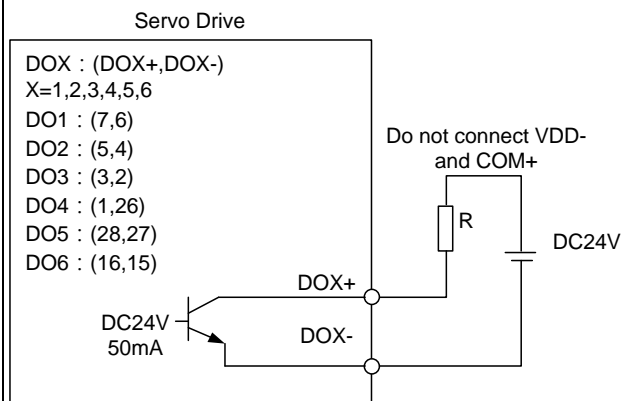 Servo Drive
DOX : (DOX+,DOX-)
X=1,2,3,4,5,6
DO1 : (7,6)
DO2 : (5,4)
DO3 : (3,2)
DO4 : (1,26)
DO5 : (28,27)
DO6 : (16,15)
Do not connect VDD-
and COM+
R
DC24V
DOX+
DC24V
50mA
DOX-